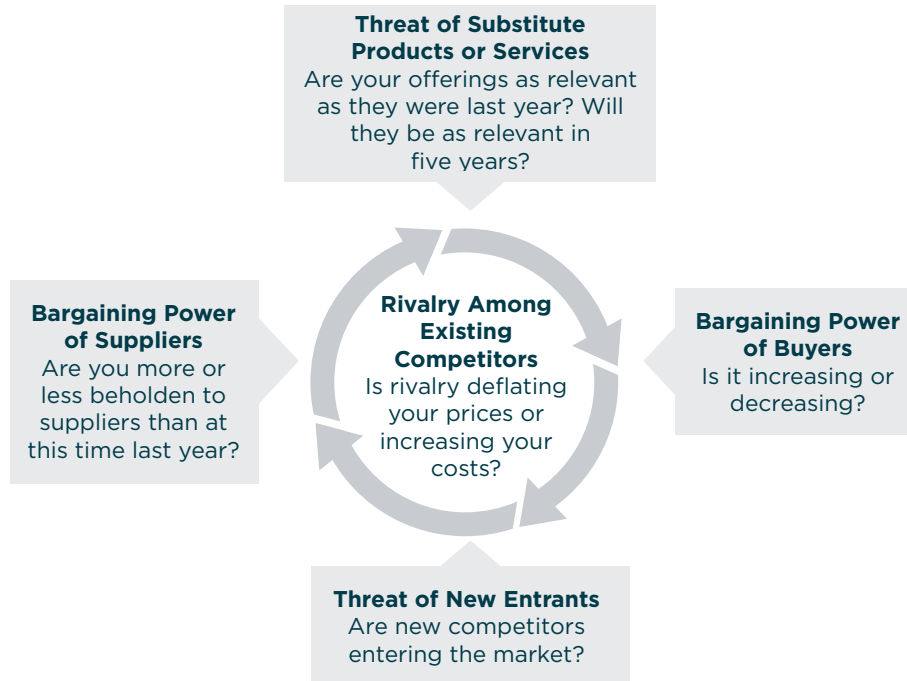 Threat of Substitute
Products or Services
Are your offerings as relevant
as they were last year? Will
they be as relevant in
five years?
Bargaining Power
of Suppliers
Are you more or
less beholden to
suppliers than at
this time last year?
Rivalry Among
Existing
Competitors
Is rivalry deflating
your prices or
increasing your
costs?
Bargaining Power
of Buyers
Is it increasing or
decreasing?
Threat of New Entrants
Are new competitors
entering the market?